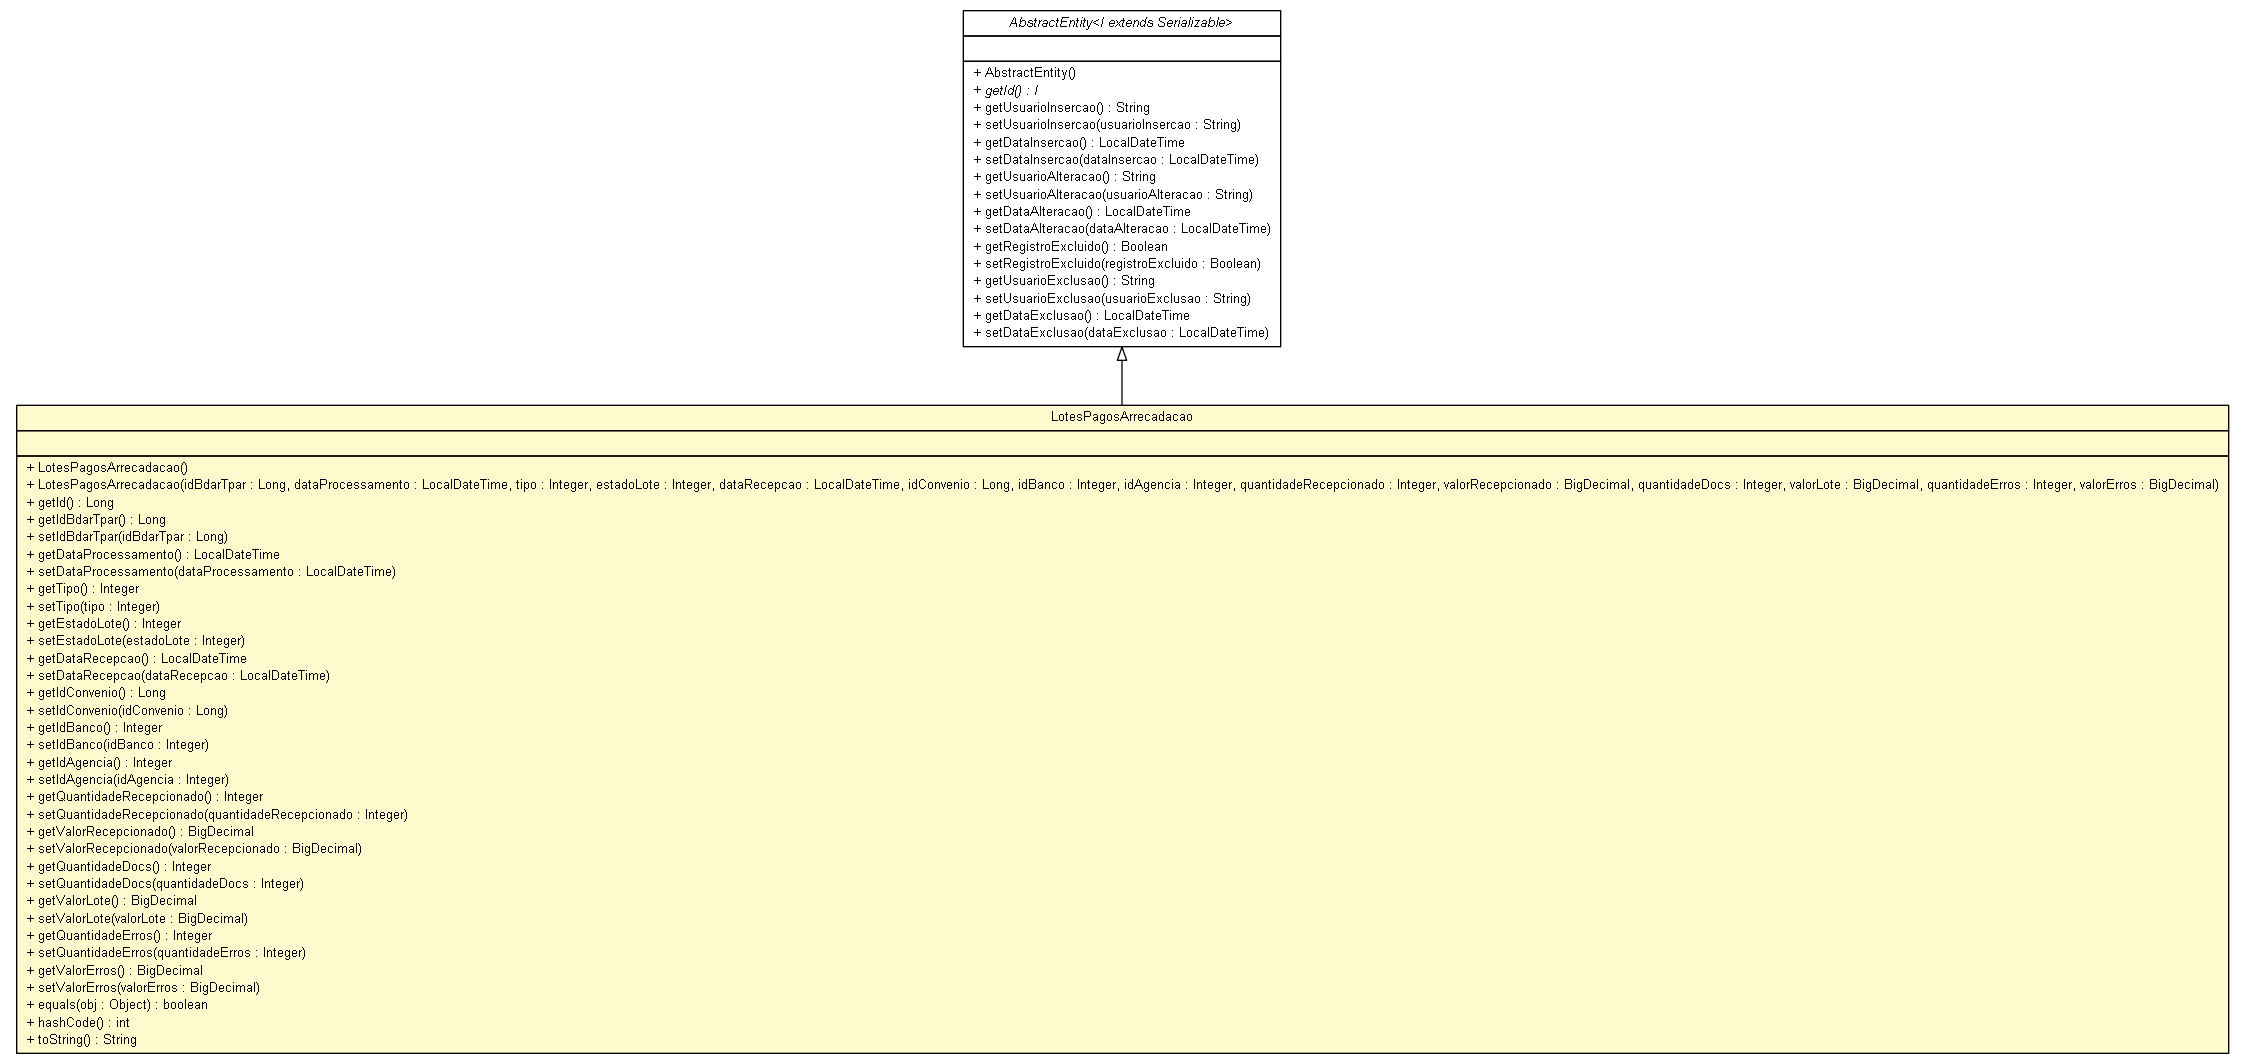 AbstractEntity<I extends Serializable>
+ AbstractEntity()
+ getId() : I
+ getUsuarioInsercao() : String
+ setUsuarioInsercao(usuarioInsercao : String)
+ getDataInsercao() : LocalDateTime
+ setDataInsercao(dataInsercao : LocalDateTime)
+ getUsuarioAlteracao() : String
+ setUsuarioAlteracao(usuarioAlteracao : String)
+ getDataAlteracao() : LocalDateTime
+ setDataAlteracao(dataAlteracao : LocalDateTime)
+ getRegistroExcluido() : Boolean
+ setRegistroExcluido(registroExcluido : Boolean)
+ getUsuarioExclusao() : String
+ setUsuarioExclusao(usuarioExclusao : String)
+ getDataExclusao() : LocalDateTime
+ setDataExclusao(dataExclusao : LocalDateTime)
LotesPagosArrecadacao
+ LotesPagosArrecadacao()
+ LotesPagosArrecadacao(idBdarTpar : Long, dataProcessamento : LocalDateTime, tipo : Integer, estadoLote : Integer, dataRecepcao : LocalDateTime, idConvenio : Long, idBanco : Integer, idAgencia : Integer, quantidadeRecepcionado : Integer, valorRecepcionado : BigDecimal, quantidadeDocs : Integer, valorLote : BigDecimal, quantidadeErros : Integer, valorErros : BigDecimal)
+ getId() : Long
+ getIdBdarTpar() : Long
+ setIdBdarTpar(idBdarTpar : Long)
+ getDataProcessamento() : LocalDateTime
+ setDataProcessamento(dataProcessamento : LocalDateTime)
+ getTipo() : Integer
+ setTipo(tipo : Integer)
+ getEstadoLote() : Integer
+ setEstadoLote(estadoLote : Integer)
+ getDataRecepcao() : LocalDateTime
+ setDataRecepcao(dataRecepcao : LocalDateTime)
+ getIdConvenio() : Long
+ setIdConvenio(idConvenio : Long)
+ getIdBanco() : Integer
+ setIdBanco(idBanco : Integer)
+ getIdAgencia() : Integer
+ setIdAgencia(idAgencia : Integer)
+ getQuantidadeRecepcionado() : Integer
+ setQuantidadeRecepcionado(quantidadeRecepcionado : Integer)
+ getValorRecepcionado() : BigDecimal
+ setValorRecepcionado(valorRecepcionado : BigDecimal)
+ getQuantidadeDocs() : Integer
+ setQuantidadeDocs(quantidadeDocs : Integer)
+ getValorLote() : BigDecimal
+ setValorLote(valorLote : BigDecimal)
+ getQuantidadeErros() : Integer
+ setQuantidadeErros(quantidadeErros : Integer)
+ getValorErros() : BigDecimal
+ setValorErros(valorErros : BigDecimal)
+ equals(obj : Object) : boolean
+ hashCode() : int
+ toString() : String